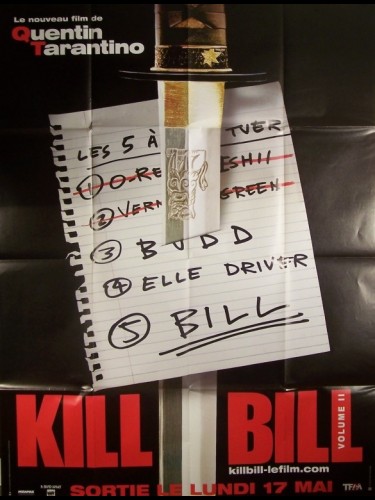 Le nouveau film de
Quentin
Tarantino
LES 5 À TUER
① O-RE ISHII
② VERN GREEN
③ BUDD
④ ELLE DRIVER
⑤ BILL
KILL BILL
VOLUME II
killbill-lefilm.com
SORTIE LE LUNDI 17 MAI
TFM